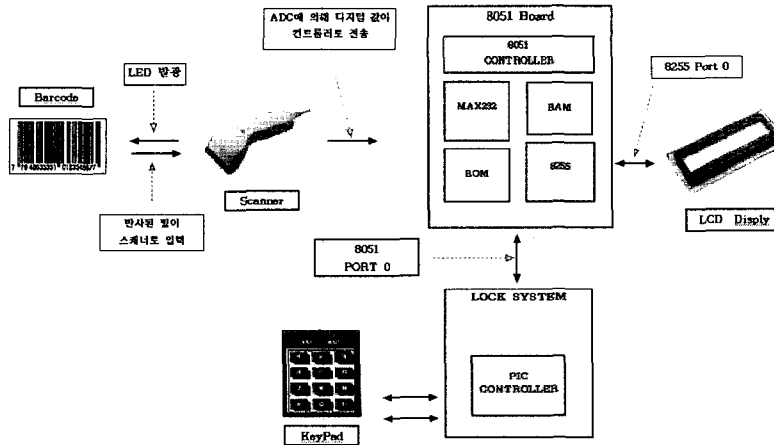 ADC에 의해 디지탈 값이
컨트롤러로 전송
LED 발광
Barcode
반사된 빛이
스캐너로 입력
Scanner
8051 Board
8051
CONTROLLER
MAX232
RAM
ROM
8255
8255 Port 0
LCD Disply
8051
PORT 0
LOCK SYSTEM
PIC
CONTROLLER
KeyPad